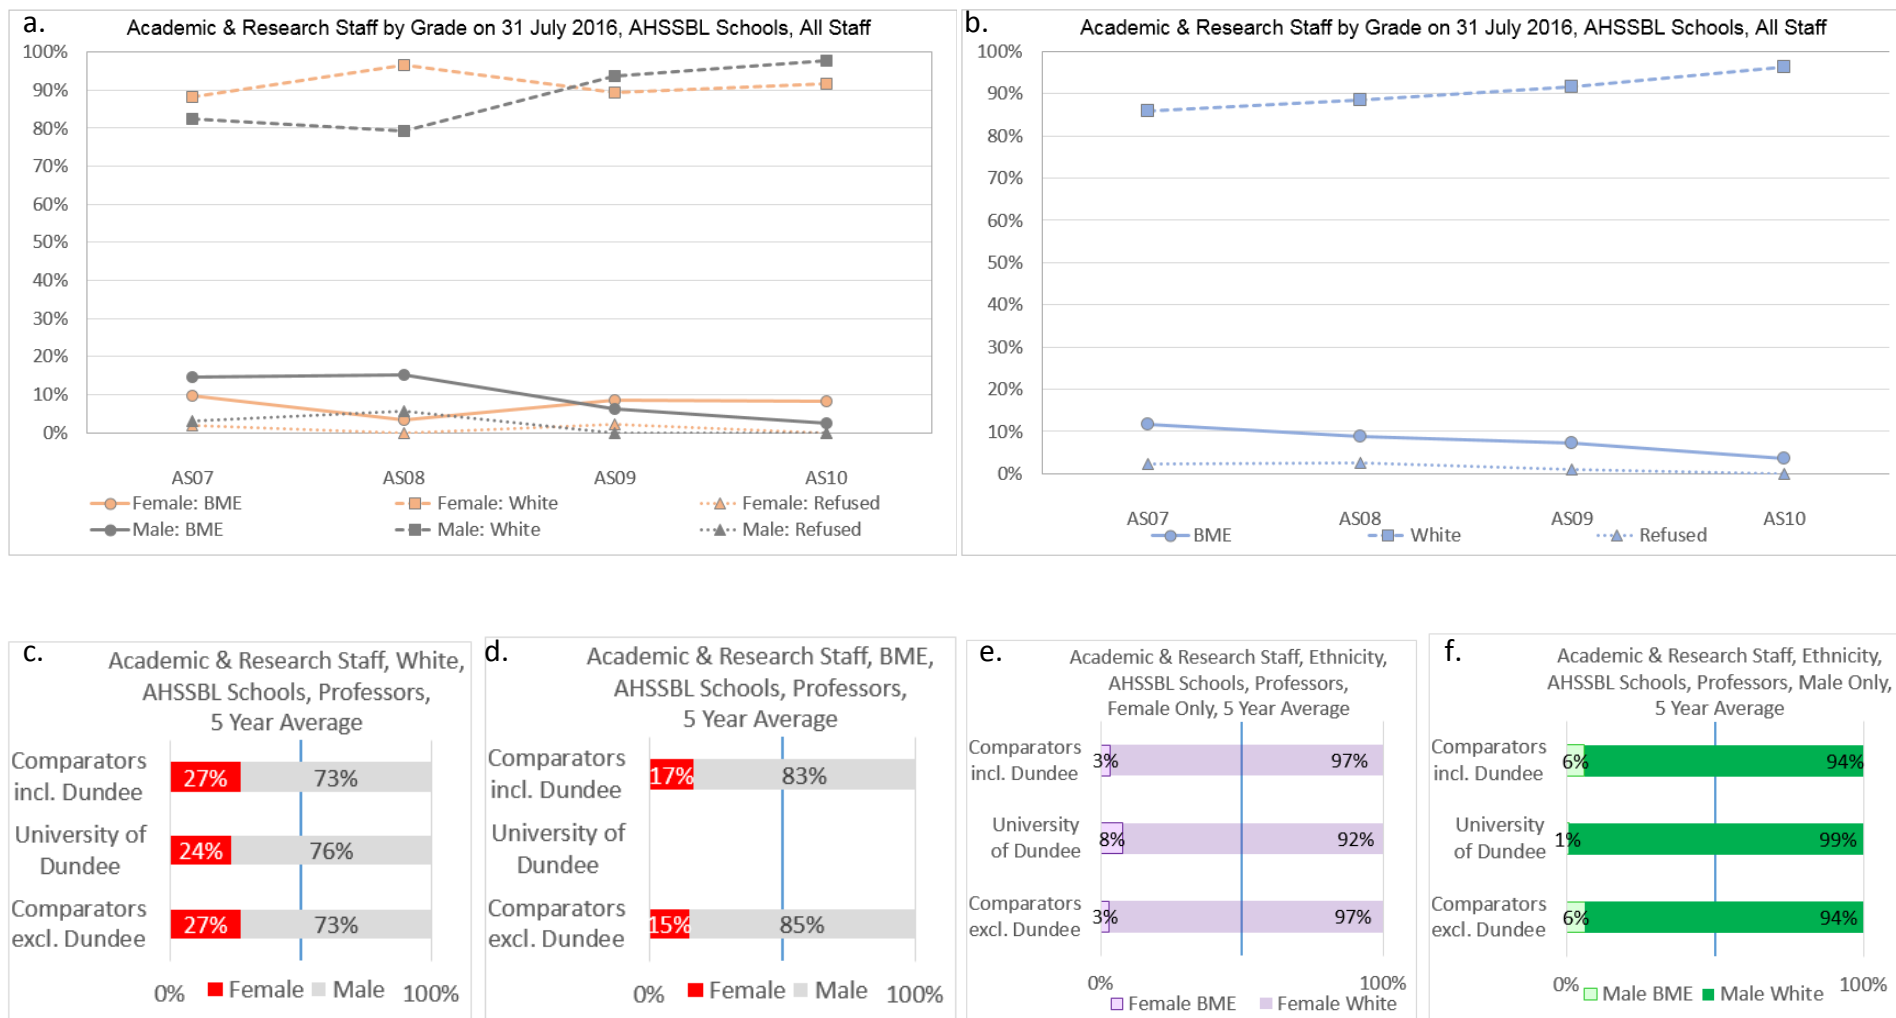 a.
Academic & Research Staff by Grade on 31 July 2016, AHSSBL Schools, All Staff
100%
90%
80%
70%
60%
50%
40%
30%
20%
10%
0%
AS07 AS08 AS09 AS10
Female: BME Female: White Female: Refused
Male: BME Male: White Male: Refused
b.
Academic & Research Staff by Grade on 31 July 2016, AHSSBL Schools, All Staff
100%
90%
80%
70%
60%
50%
40%
30%
20%
10%
0%
AS07 AS08 AS09 AS10
BME White Refused
c.
Academic & Research Staff, White,
AHSSBL Schools, Professors,
5 Year Average
Comparators
incl. Dundee
27% 73%
University of
Dundee
24% 76%
Comparators
excl. Dundee
27% 73%
0% Female Male 100%
d.
Academic & Research Staff, BME,
AHSSBL Schools, Professors,
5 Year Average
Comparators
incl. Dundee
17% 83%
University of
Dundee
Comparators
excl. Dundee
15% 85%
0% Female Male 100%
e.
Academic & Research Staff, Ethnicity,
AHSSBL Schools, Professors,
Female Only, 5 Year Average
Comparators
incl. Dundee
3% 97%
University
of Dundee
8% 92%
Comparators
excl. Dundee
3% 97%
0% 100%
Female BME Female White
f.
Academic & Research Staff, Ethnicity,
AHSSBL Schools, Professors, Male Only,
5 Year Average
Comparators
incl. Dundee
6% 94%
University
of Dundee
1% 99%
Comparators
excl. Dundee
6% 94%
0% 100%
Male BME Male White